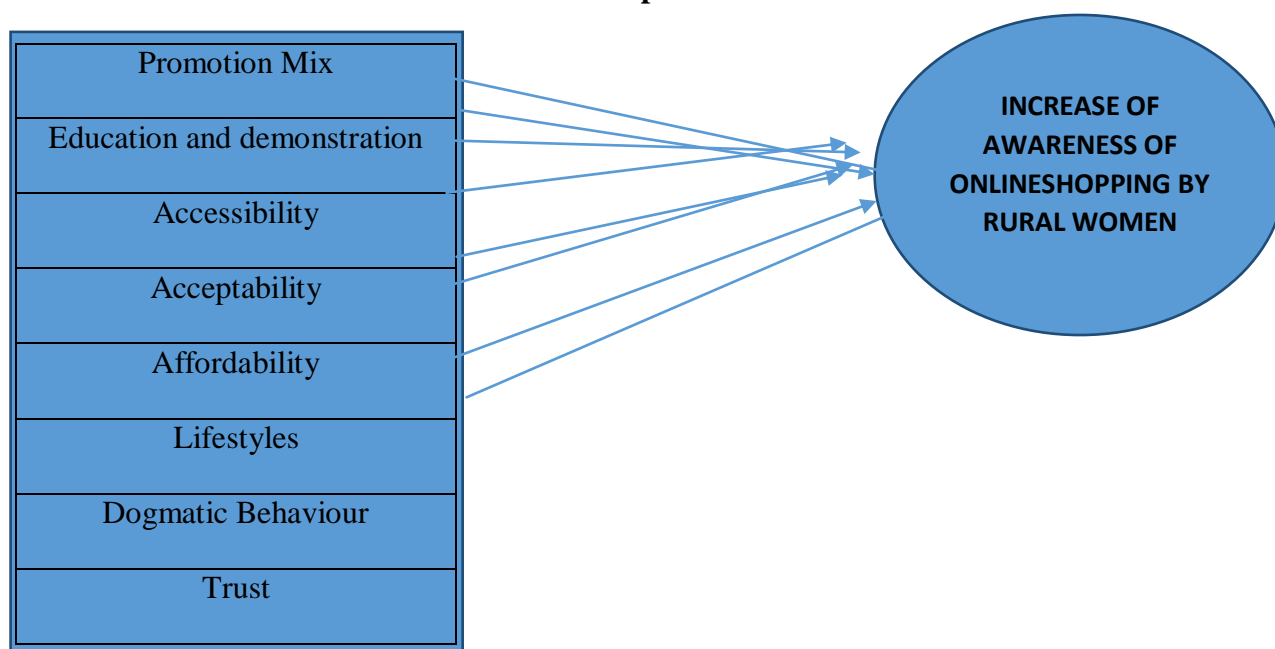 Promotion Mix
Education and demonstration
Accessibility
Acceptability
Affordability
Lifestyles
Dogmatic Behaviour
Trust
INCREASE OF
AWARENESS OF
ONLINESHOPPING BY
RURAL WOMEN